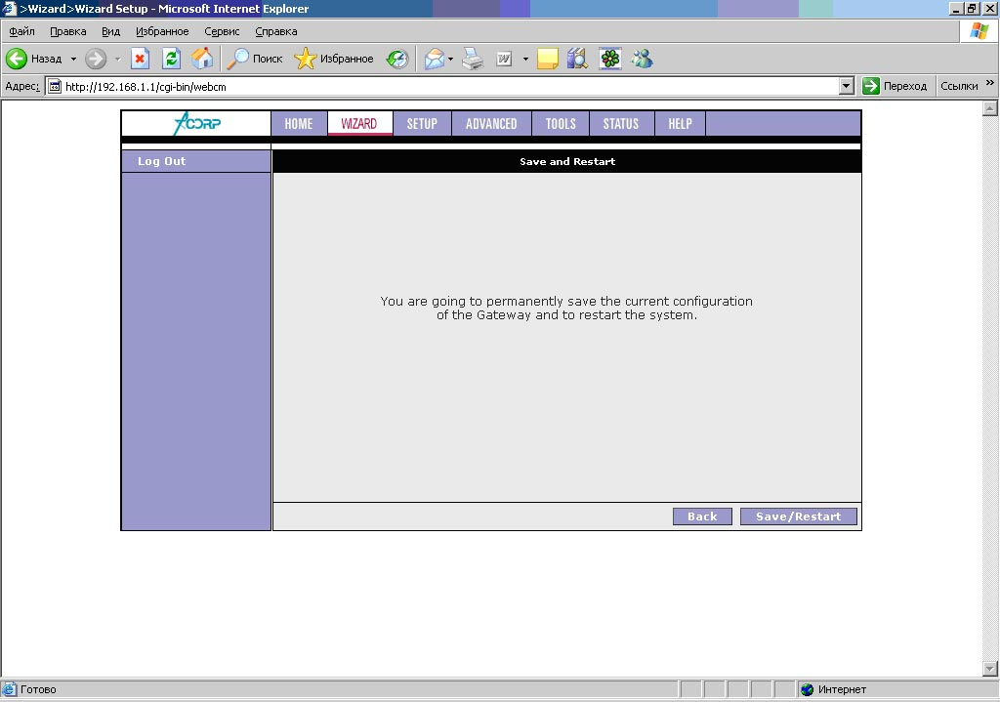 >Wizard>Wizard Setup - Microsoft Internet Explorer
Файл Правка Вид Избранное Сервис Справка
Назад Поиск Избранное
Адрес: http://192.168.1.1/cgi-bin/webcm Переход Ссылки »
ACORP HOME WIZARD SETUP ADVANCED TOOLS STATUS HELP
Log Out Save and Restart
You are going to permanently save the current configuration
of the Gateway and to restart the system.
Back Save/Restart
Готово Интернет